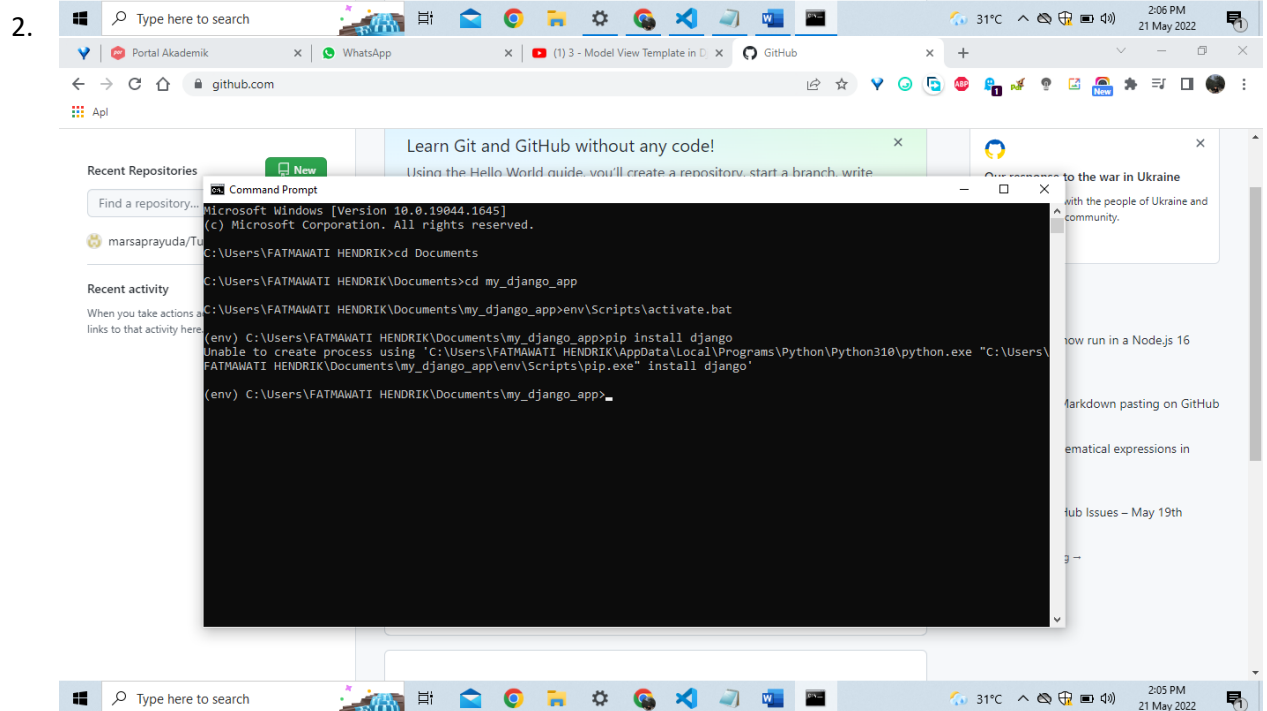 2.
Type here to search
31°C
2:06 PM
21 May 2022
1
Portal Akademik
WhatsApp
(1) 3 - Model View Template in D
GitHub
github.com
ABP
1
New
Apl
Recent Repositories
New
Find a repository...
marsaprayuda/Tu
Recent activity
When you take actions a
links to that activity here.
Learn Git and GitHub without any code!
Using the Hello World guide, you'll create a repository, start a branch, write
Our response to the war in Ukraine
with the people of Ukraine and
community.
now run in a Node.js 16
Markdown pasting on GitHub
ematical expressions in
Hub Issues – May 19th
g →
Command Prompt
Microsoft Windows [Version 10.0.19044.1645]
(c) Microsoft Corporation. All rights reserved.
C:\Users\FATMAWATI HENDRIK>cd Documents
C:\Users\FATMAWATI HENDRIK\Documents>cd my_django_app
C:\Users\FATMAWATI HENDRIK\Documents\my_django_app>env\Scripts\activate.bat
(env) C:\Users\FATMAWATI HENDRIK\Documents\my_django_app>pip install django
Unable to create process using 'C:\Users\FATMAWATI HENDRIK\AppData\Local\Programs\Python\Python310\python.exe "C:\Users\
FATMAWATI HENDRIK\Documents\my_django_app\env\Scripts\pip.exe" install django'
(env) C:\Users\FATMAWATI HENDRIK\Documents\my_django_app>
Type here to search
31°C
2:05 PM
21 May 2022
1